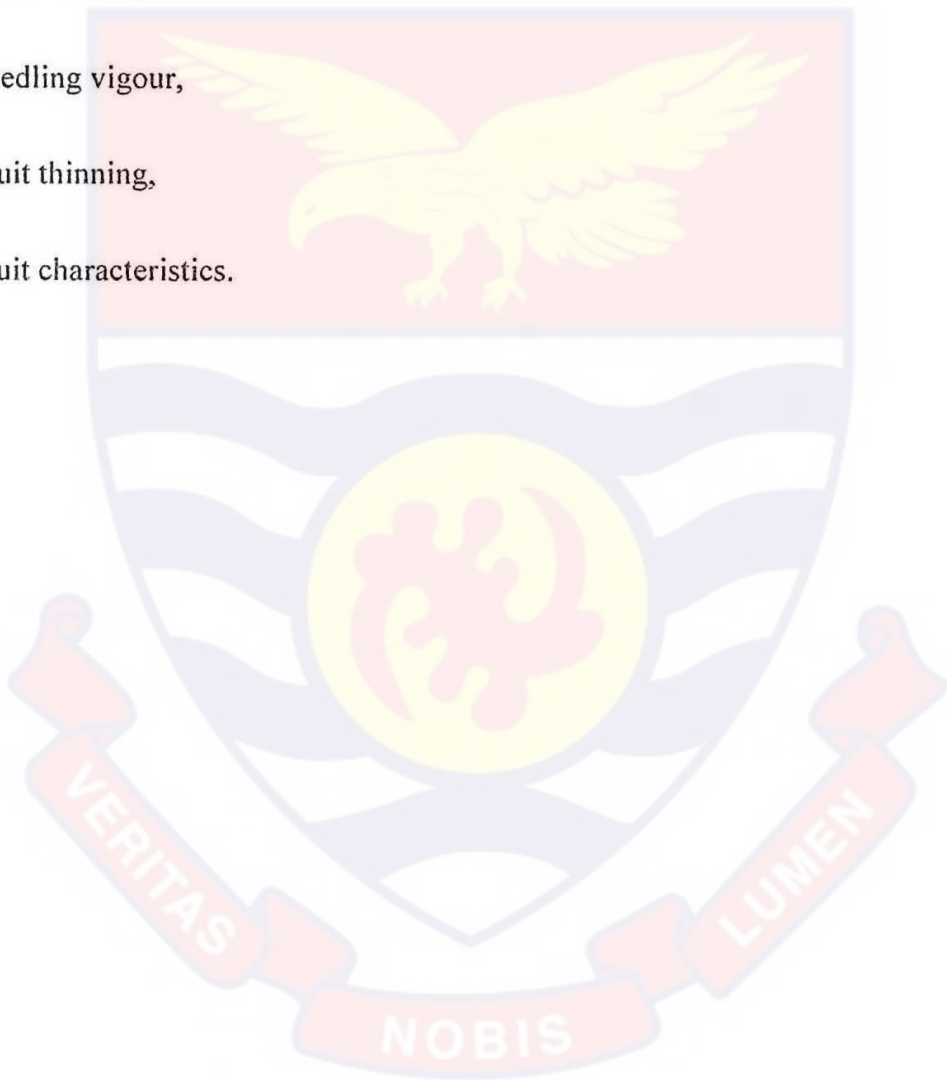 edling vigour,
uit thinning,
uit characteristics.
VERITAS
NOBIS
LUMEN